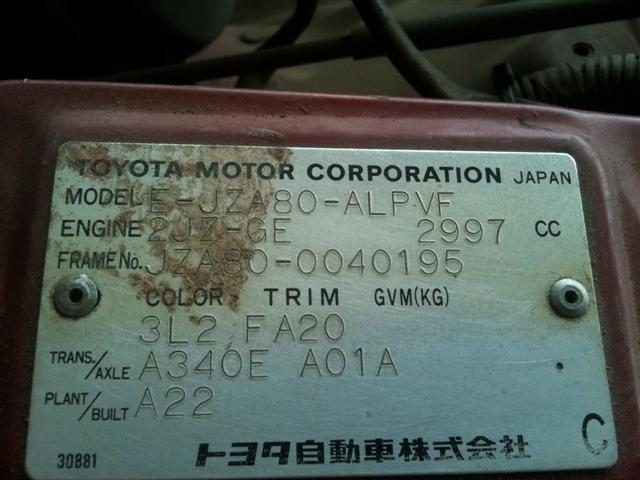 TOYOTA MOTOR CORPORATION JAPAN
MODEL E-JZA80-ALPVF
ENGINE 2JZ-GE 2997 CC
FRAME No. JZA80-0040195
COLOR TRIM GVM(KG)
3L2 FA20
TRANS./AXLE A340E A01A
PLANT/BUILT A22
30881 トヨタ自動車株式会社 C